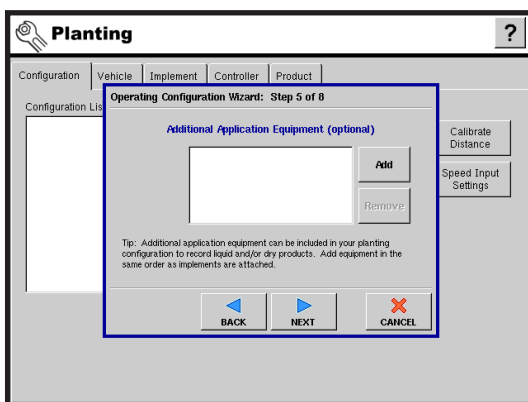 Planting
?
Configuration Vehicle Implement Controller Product
Configuration Lis
Calibrate
Distance
Speed Input
Settings
Operating Configuration Wizard: Step 5 of 8
Additional Application Equipment (optional)
Add
Remove
Tip: Additional application equipment can be included in your planting
configuration to record liquid and/or dry products. Add equipment in the
same order as implements are attached.
BACK NEXT CANCEL